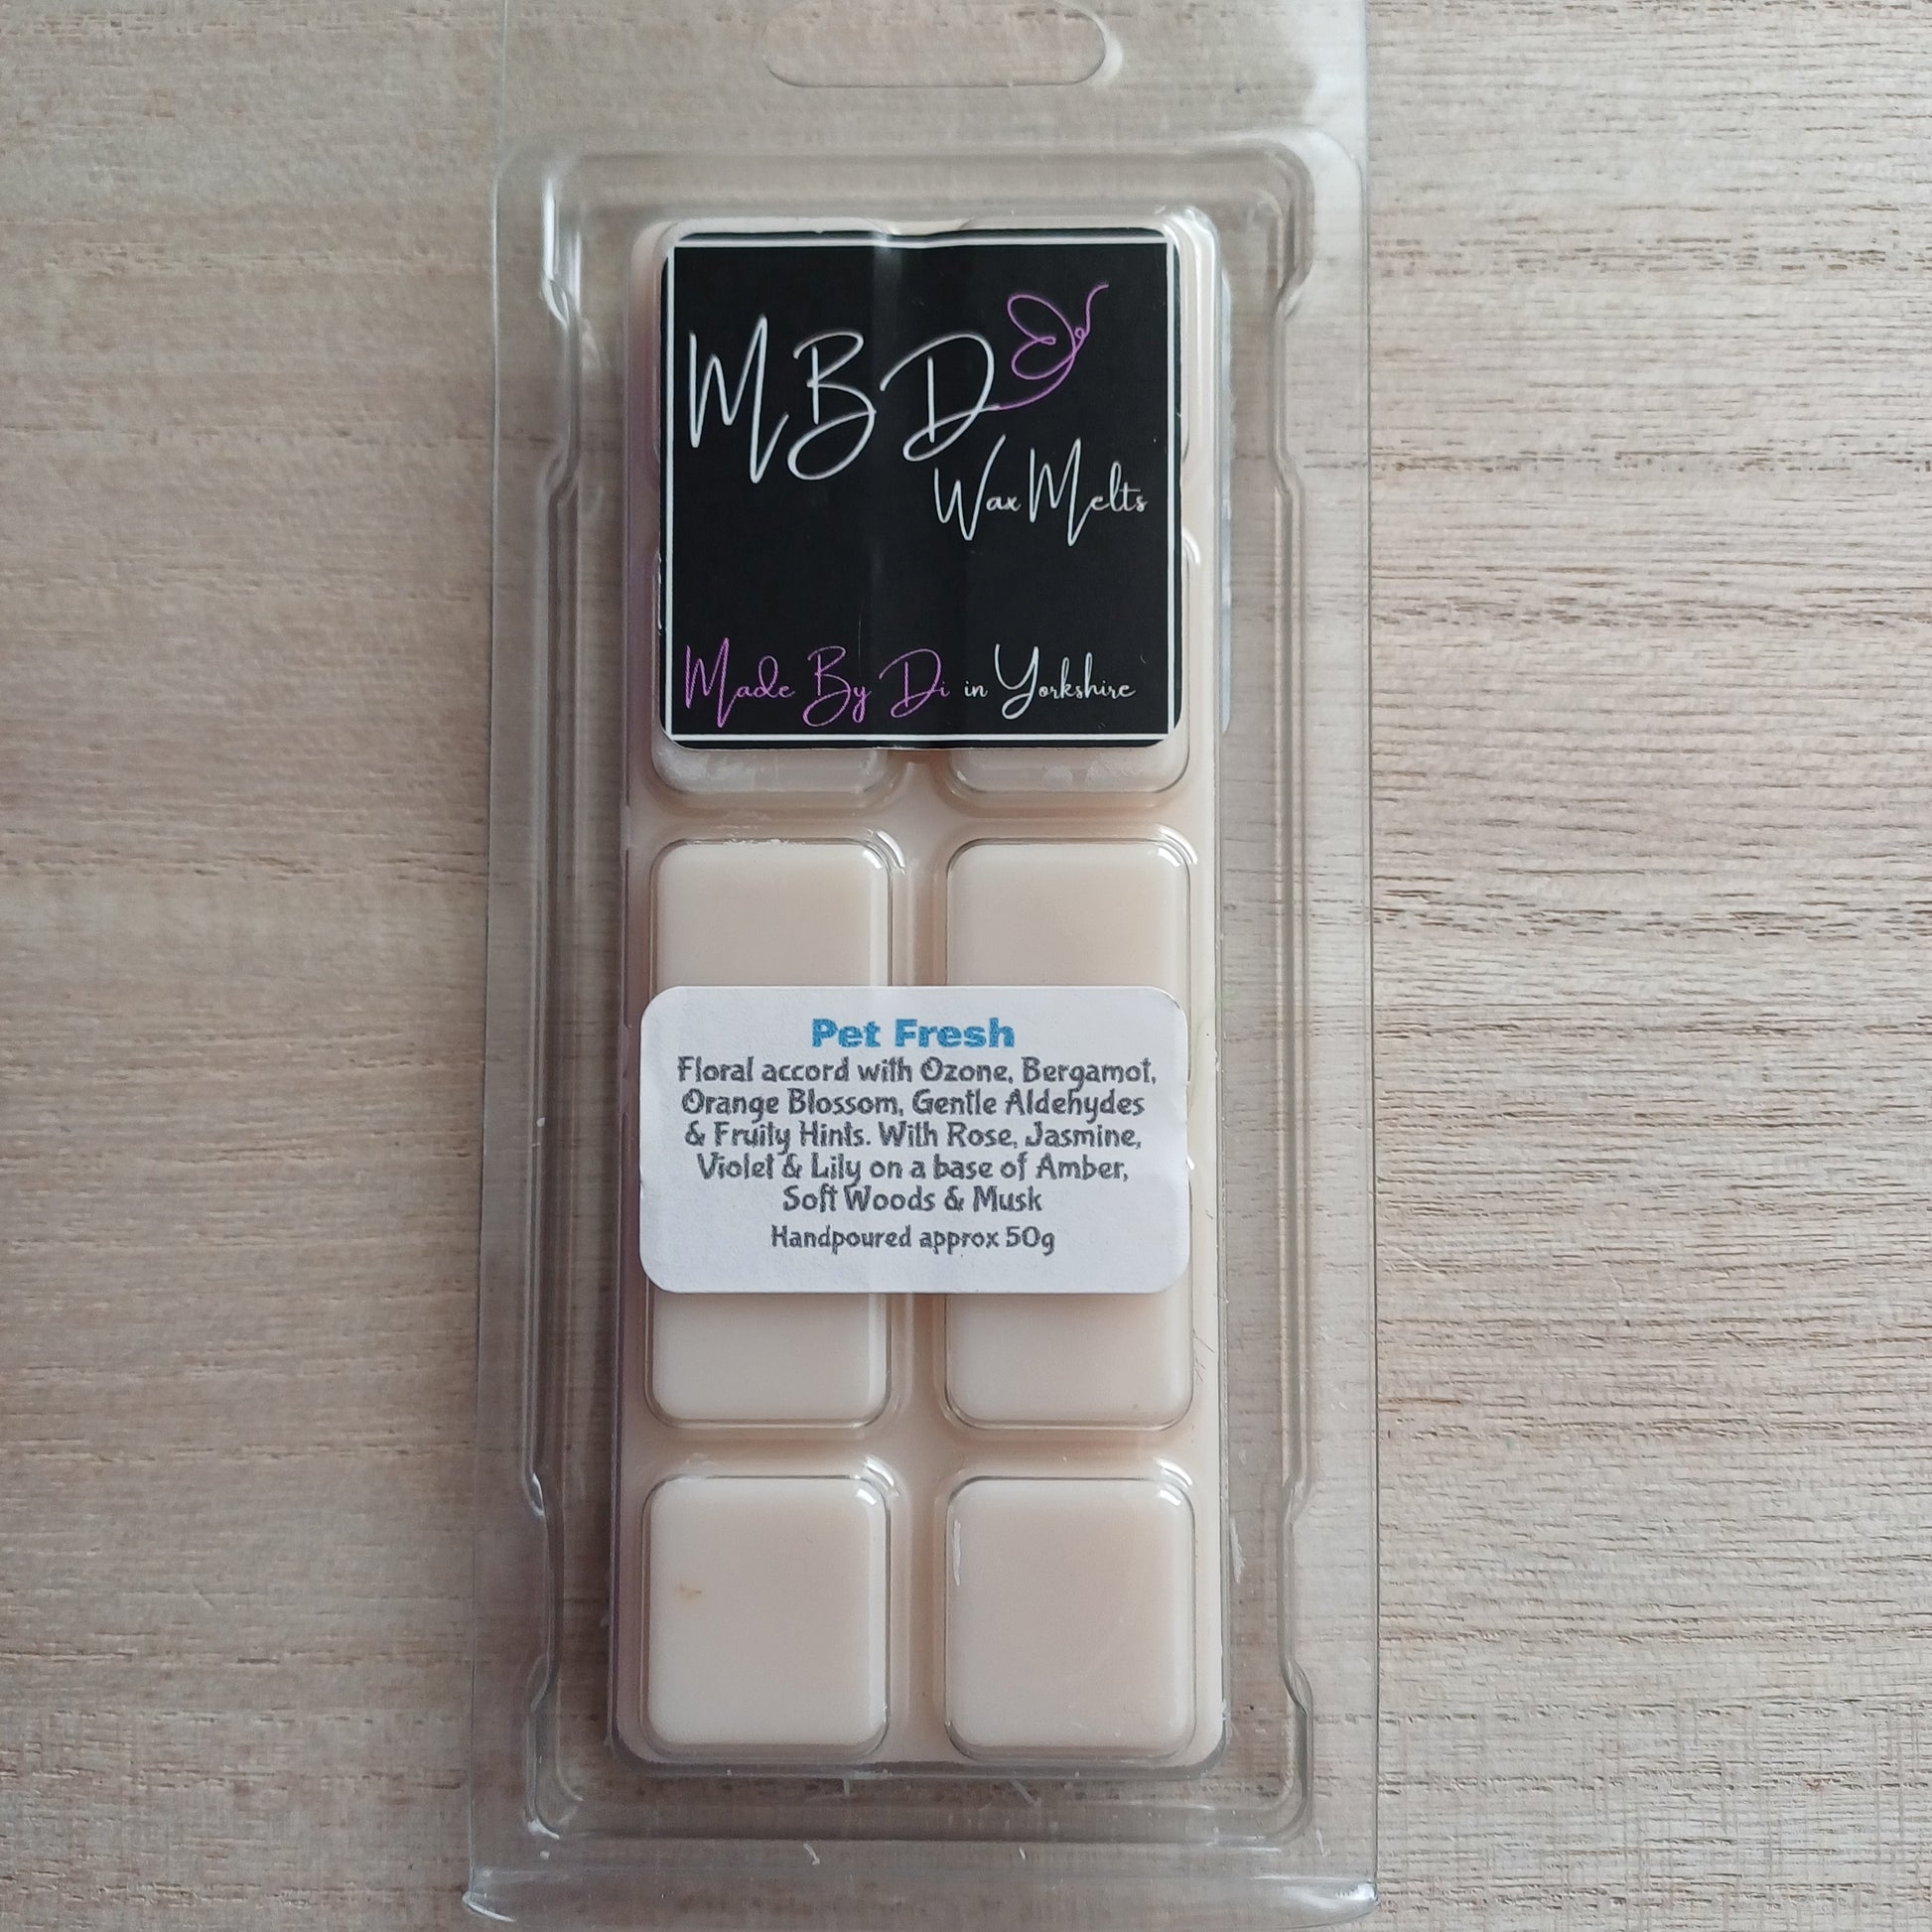 MBD
Wax Melts
Made By Di in Yorkshire
Pet Fresh
Floral accord with Ozone, Bergamot,
Orange Blossom, Gentle Aldehydes
& Fruity Hints. With Rose, Jasmine,
Violet & Lily on a base of Amber,
Soft Woods & Musk
Handpoured approx 50g